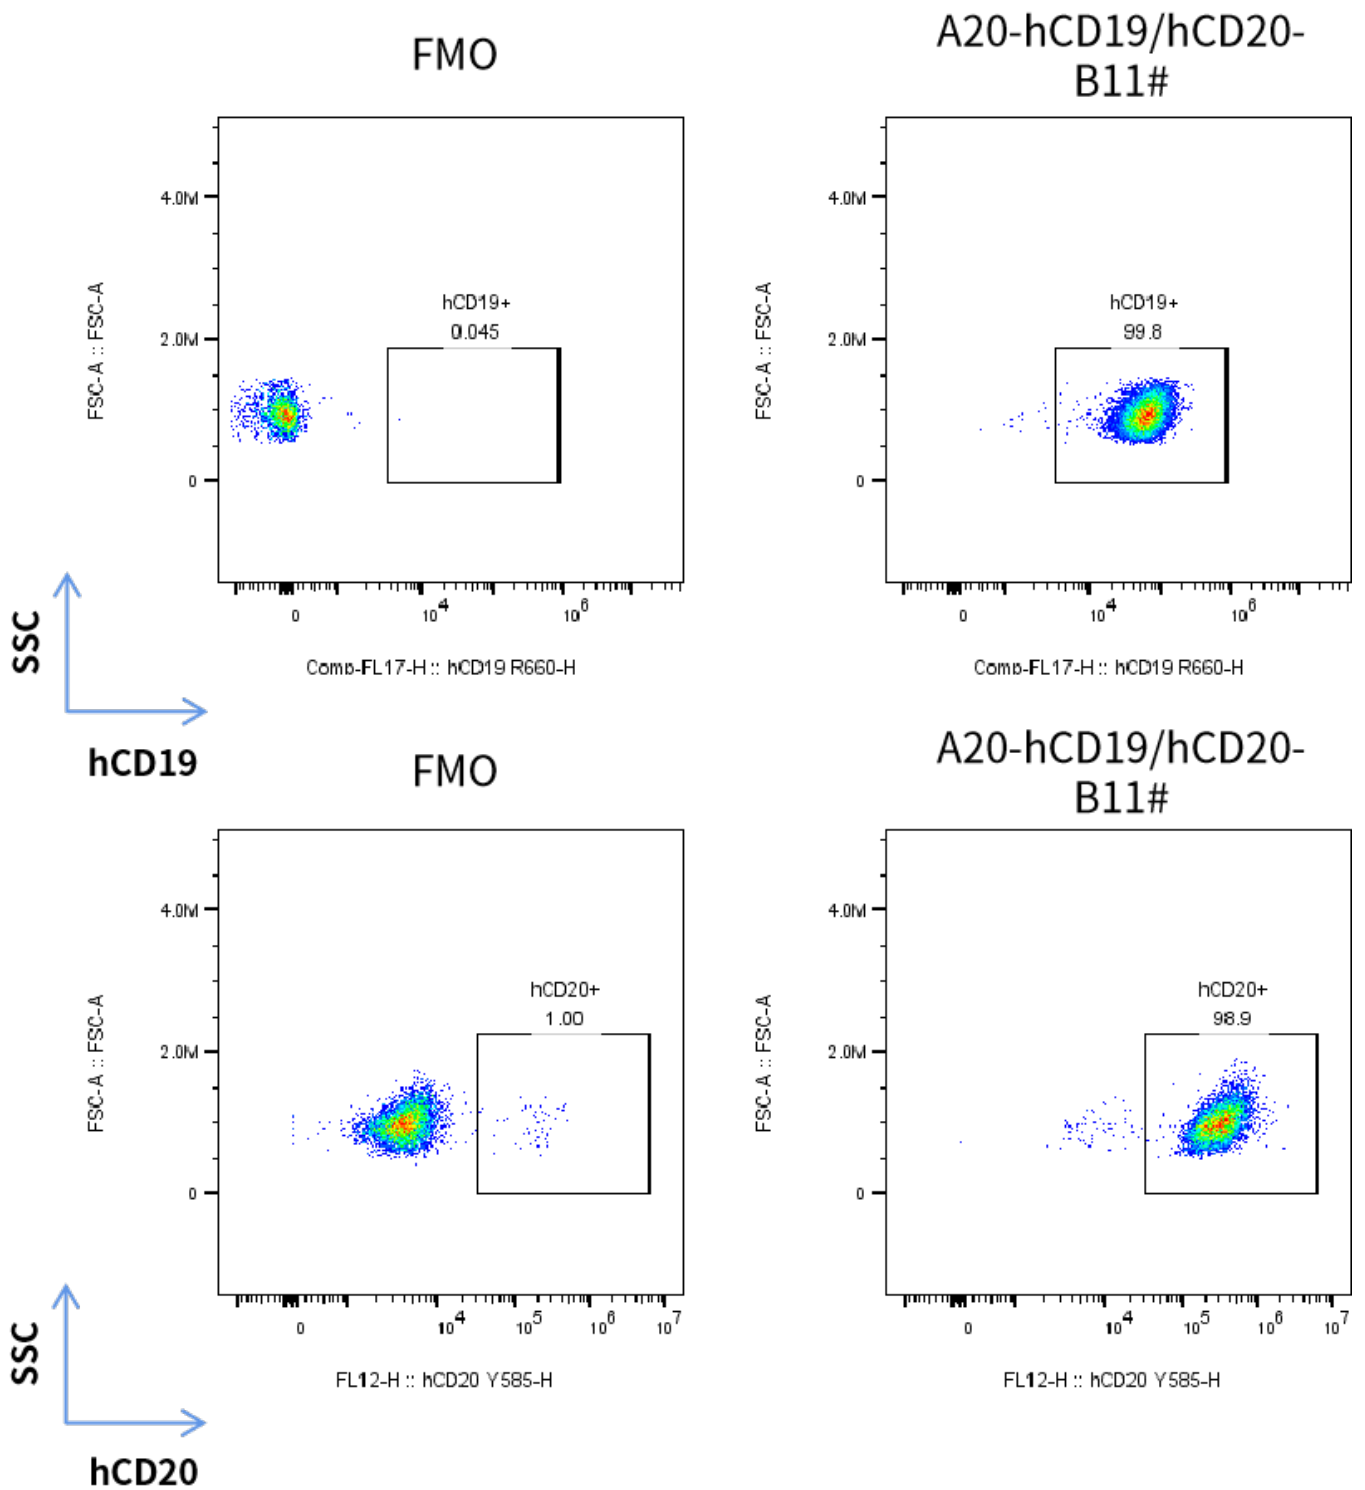 FMO
A20-hCD19/hCD20-
B11#
4.0M
2.0M
0
FSC-A :: FSC-A
hCD19+
0.045
0
10^4
10^6
Comp-FL17-H :: hCD19 R660-H
4.0M
2.0M
0
FSC-A :: FSC-A
hCD19+
99.8
0
10^4
10^6
Comp-FL17-H :: hCD19 R660-H
SSC
hCD19
FMO
A20-hCD19/hCD20-
B11#
4.0M
2.0M
0
FSC-A :: FSC-A
hCD20+
1.00
0
10^4
10^5
10^6
10^7
FL12-H :: hCD20 Y585-H
4.0M
2.0M
0
FSC-A :: FSC-A
hCD20+
98.9
0
10^4
10^5
10^6
10^7
FL12-H :: hCD20 Y585-H
SSC
hCD20